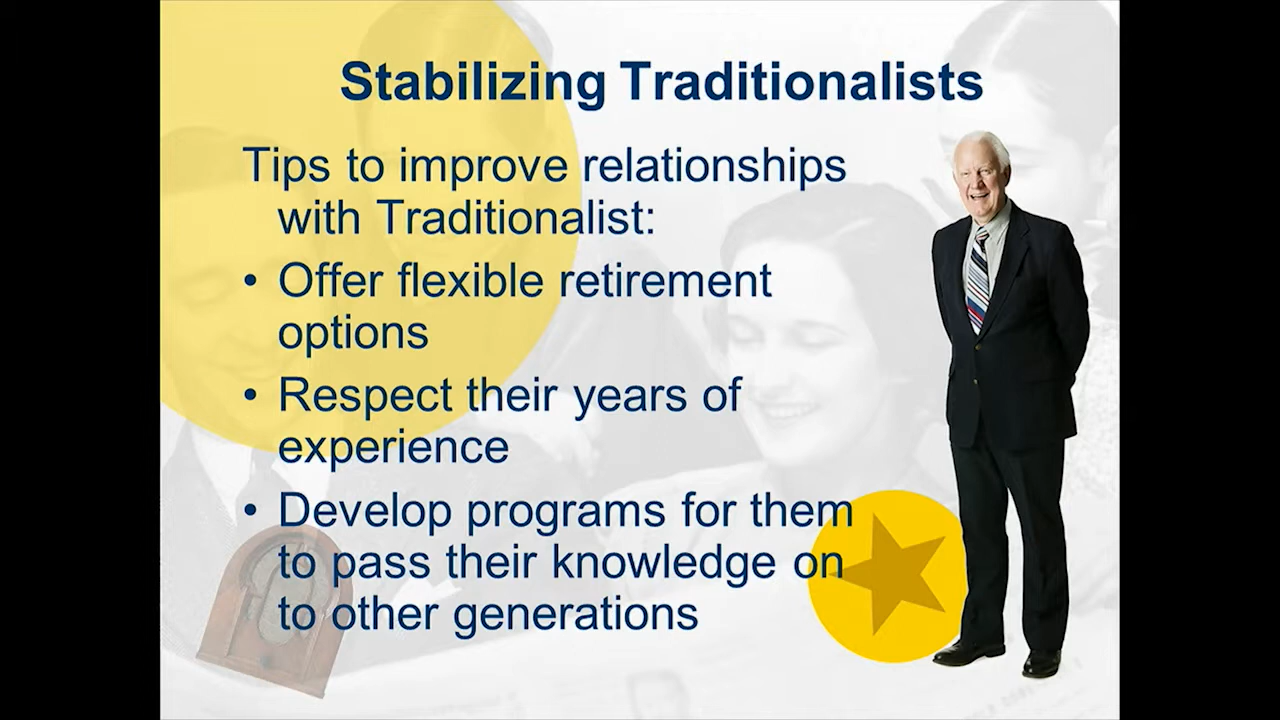 Stabilizing Traditionalists
Tips to improve relationships
with Traditionalist:
• Offer flexible retirement
options
• Respect their years of
experience
• Develop programs for them
to pass their knowledge on
to other generations